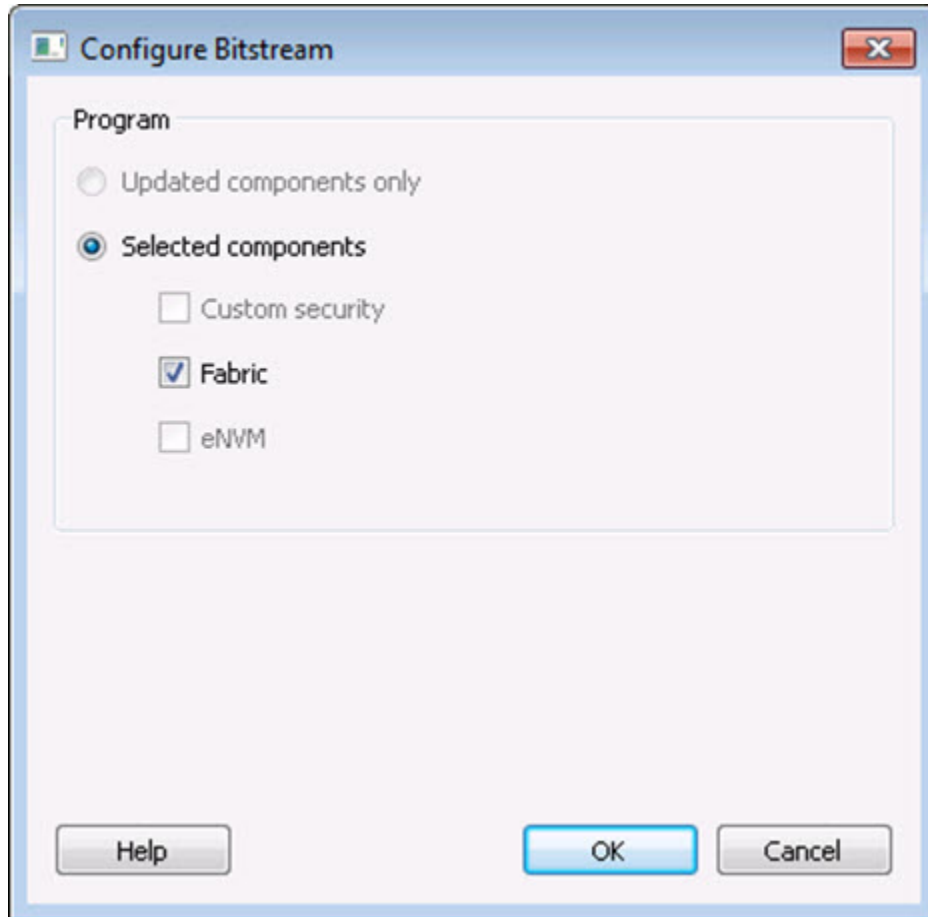 Configure Bitstream
Program
Updated components only
Selected components
Custom security
Fabric
eNVM
Help OK Cancel